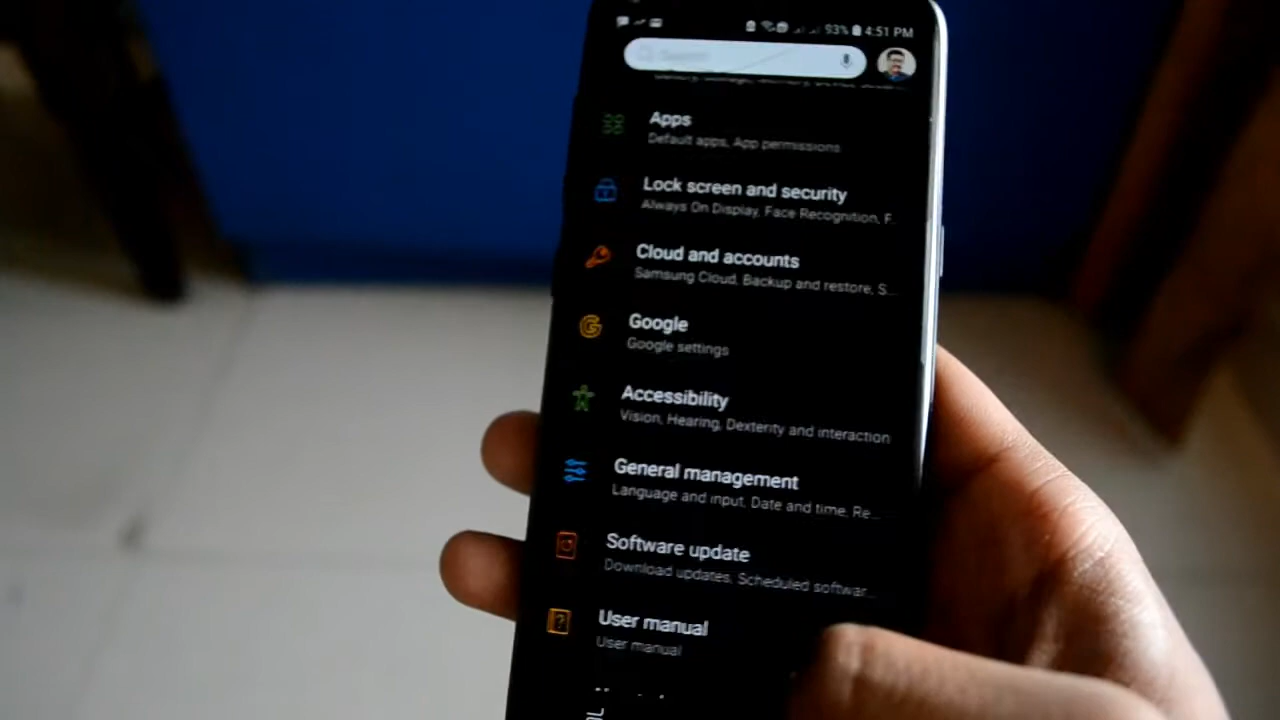 93% 4:51 PM
Apps
Default apps, App permissions
Lock screen and security
Always On Display, Face Recognition, F...
Cloud and accounts
Samsung Cloud, Backup and restore, S...
Google
Google settings
Accessibility
Vision, Hearing, Dexterity and interaction
General management
Language and input, Date and time, Re...
Software update
Download updates, Scheduled softwar...
User manual
User manual